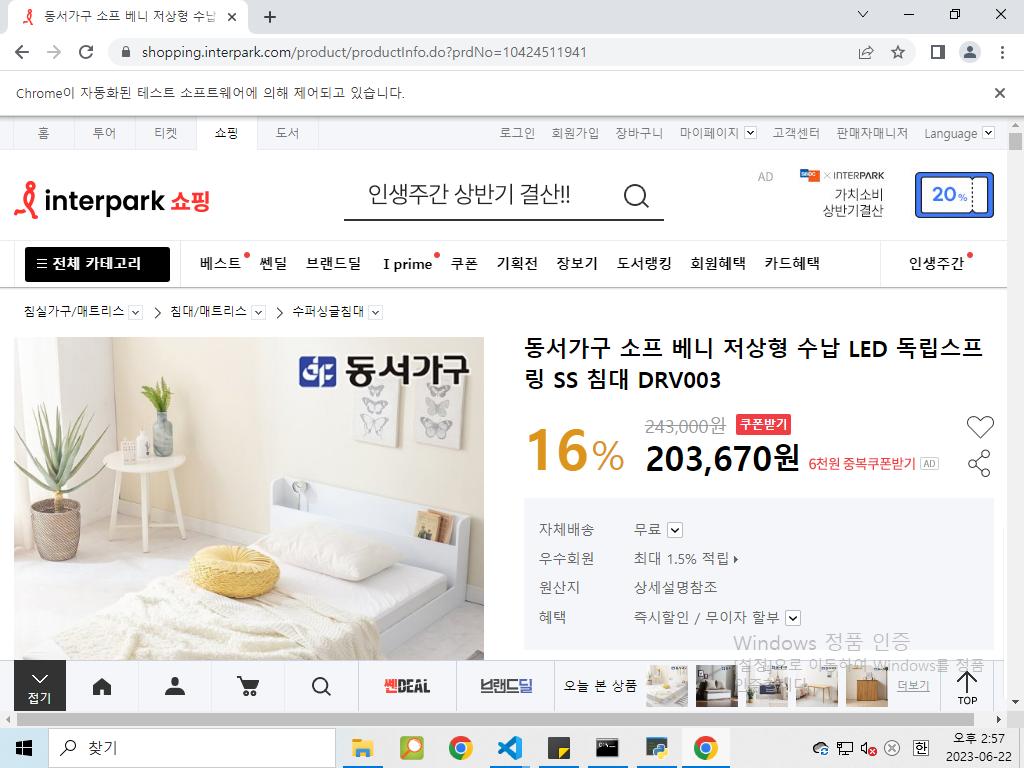 동서가구 소프 베니 저상형 수납
shopping.interpark.com/product/productInfo.do?prdNo=10424511941
Chrome이 자동화된 테스트 소프트웨어에 의해 제어되고 있습니다.
홈 투어 티켓 쇼핑 도서 로그인 회원가입 장바구니 마이페이지 고객센터 판매자매니저 Language
interpark 쇼핑
인생주간 상반기 결산!!
AD
× INTERPARK
가치소비
상반기결산
20%
전체 카테고리 베스트 쎈딜 브랜드딜 I prime 쿠폰 기획전 장보기 도서랭킹 회원혜택 카드혜택 인생주간
침실가구/매트리스 침대/매트리스 수퍼싱글침대
동서가구
동서가구 소프 베니 저상형 수납 LED 독립스프
링 SS 침대 DRV003
16%
243,000원 쿠폰받기
203,670원 6천원 중복쿠폰받기 AD
자체배송 무료
우수회원 최대 1.5% 적립
원산지 상세설명참조
혜택 즉시할인 / 무이자 할부
Windows 정품 인증
[설정]으로 이동하여 Windows를 정품
인증합니다.
접기 쎈DEAL 브랜드딜 오늘 본 상품 더보기 TOP
찾기
한
오후 2:57
2023-06-22